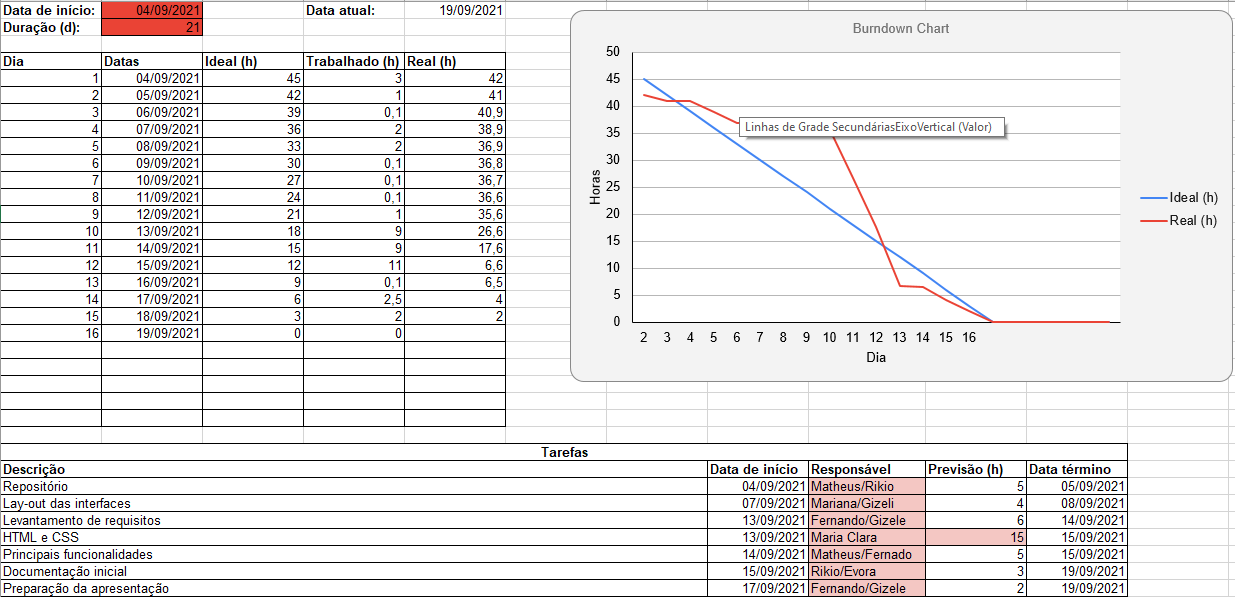 Data de início: 04/09/2021 Data atual: 19/09/2021
Duração (d): 21
Dia Datas Ideal (h) Trabalhado (h) Real (h)
1 04/09/2021 45 3 42
2 05/09/2021 42 1 41
3 06/09/2021 39 0,1 40,9
4 07/09/2021 36 2 38,9
5 08/09/2021 33 2 36,9
6 09/09/2021 30 0,1 36,8
7 10/09/2021 27 0,1 36,7
8 11/09/2021 24 0,1 36,6
9 12/09/2021 21 1 35,6
10 13/09/2021 18 9 26,6
11 14/09/2021 15 9 17,6
12 15/09/2021 12 11 6,6
13 16/09/2021 9 0,1 6,5
14 17/09/2021 6 2,5 4
15 18/09/2021 3 2 2
16 19/09/2021 0 0
Burndown Chart
50
45
40
35
30
25
20
15
10
5
0
Horas
Linhas de Grade SecundáriasEixoVertical (Valor)
2 3 4 5 6 7 8 9 10 11 12 13 14 15 16
Dia
Ideal (h)
Real (h)
Tarefas
Descrição Data de início Responsável Previsão (h) Data término
Repositório 04/09/2021 Matheus/Rikio 5 05/09/2021
Lay-out das interfaces 07/09/2021 Mariana/Gizeli 4 08/09/2021
Levantamento de requisitos 13/09/2021 Fernando/Gizele 6 14/09/2021
HTML e CSS 13/09/2021 Maria Clara 15 15/09/2021
Principais funcionalidades 14/09/2021 Matheus/Fernado 5 15/09/2021
Documentação inicial 15/09/2021 Rikio/Evora 3 19/09/2021
Preparação da apresentação 17/09/2021 Fernando/Gizele 2 19/09/2021